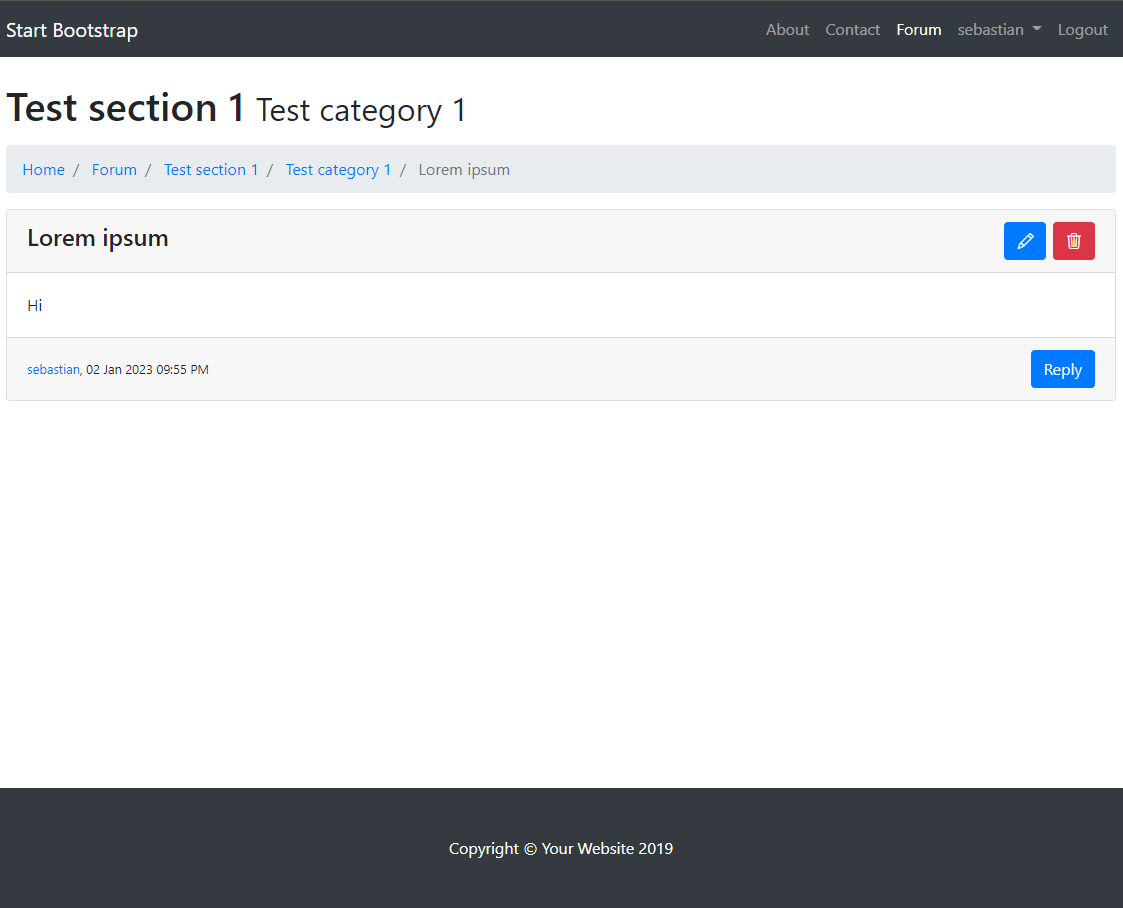 Start Bootstrap About Contact Forum sebastian Logout
Test section 1 Test category 1
Home / Forum / Test section 1 / Test category 1 / Lorem ipsum
Lorem ipsum
Hi
sebastian, 02 Jan 2023 09:55 PM Reply
Copyright © Your Website 2019